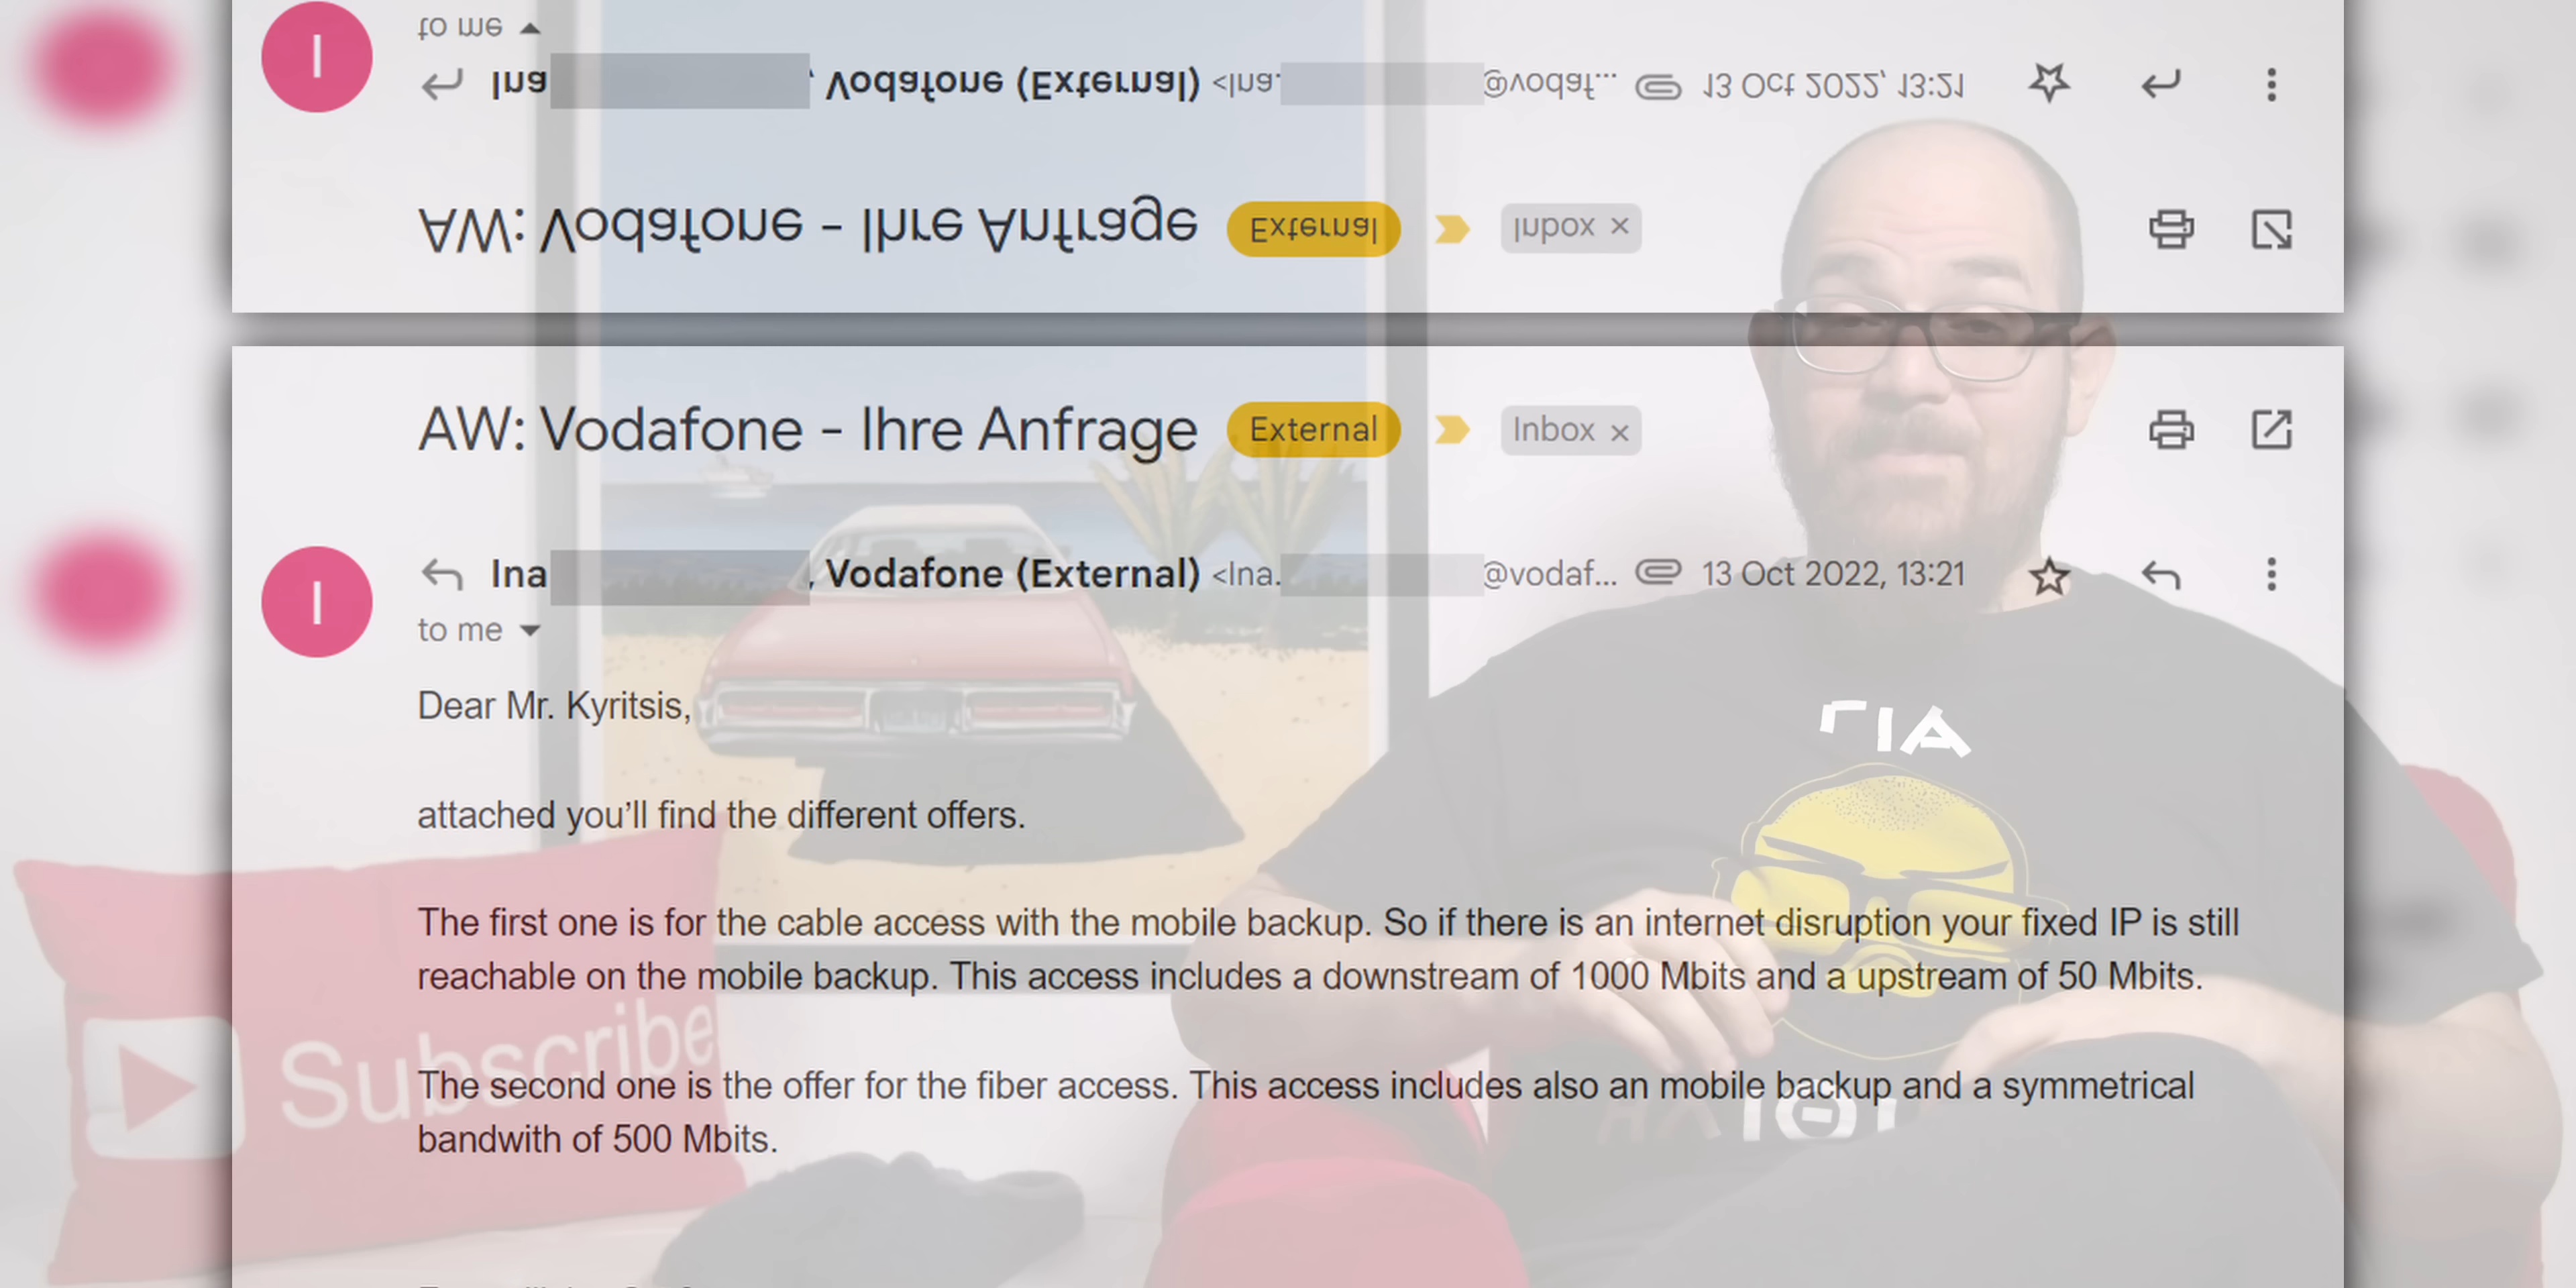 to me
Ina , Vodafone (External) <Ina. @vodaf... 13 Oct 2022, 13:21
AW: Vodafone - Ihre Anfrage External Inbox ×
AW: Vodafone - Ihre Anfrage External Inbox ×
I
Ina , Vodafone (External) <Ina. @vodaf... 13 Oct 2022, 13:21
to me
Dear Mr. Kyritsis,
attached you’ll find the different offers.
The first one is for the cable access with the mobile backup. So if there is an internet disruption your fixed IP is still
reachable on the mobile backup. This access includes a downstream of 1000 Mbits and a upstream of 50 Mbits.
The second one is the offer for the fiber access. This access includes also an mobile backup and a symmetrical
bandwith of 500 Mbits.
Subscribe